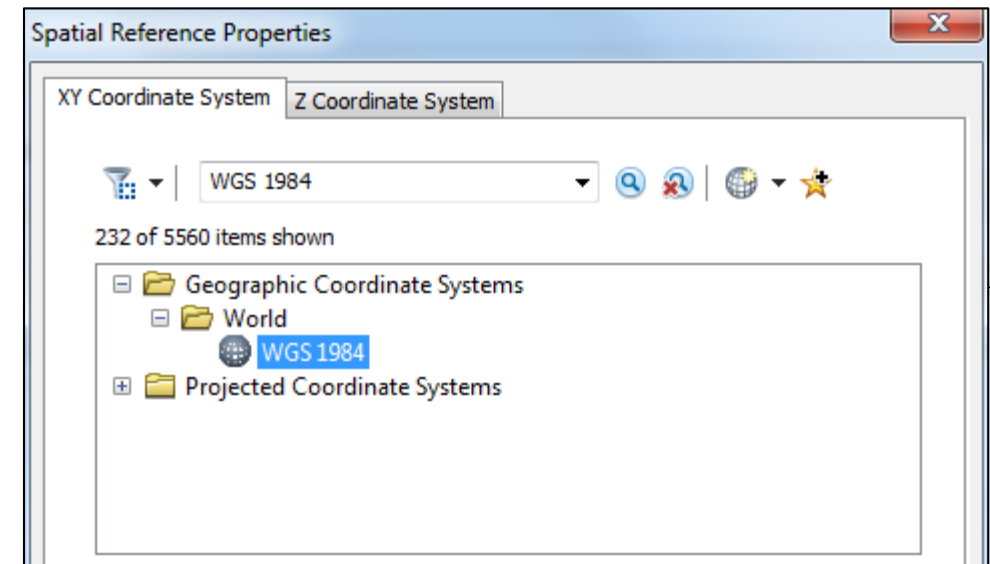 Spatial Reference Properties
XY Coordinate System
Z Coordinate System
WGS 1984
232 of 5560 items shown
Geographic Coordinate Systems
World
WGS 1984
Projected Coordinate Systems